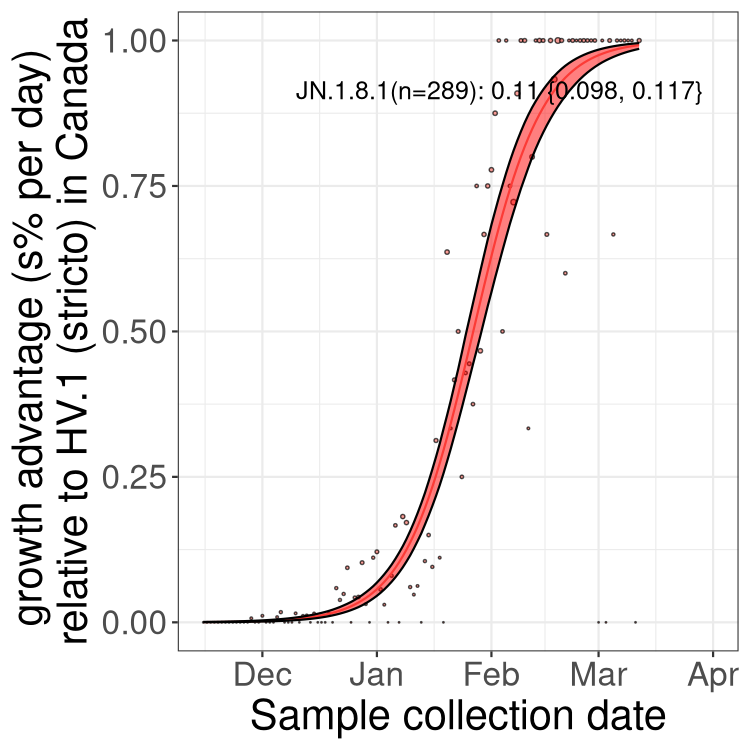 growth advantage (s% per day)
relative to HV.1 (stricto) in Canada
1.00
0.75
0.50
0.25
0.00
JN.1.8.1(n=289): 0.11 {0.098, 0.117}
Dec Jan Feb Mar Apr
Sample collection date